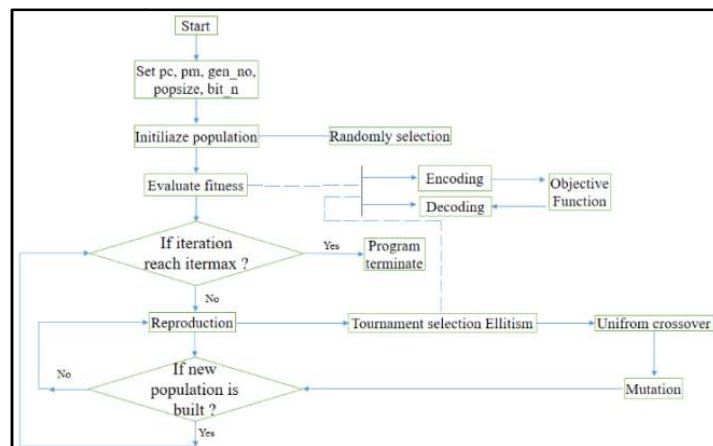 Start
Set pc, pm, gen_no,
popsize, bit_n
Initiliaze population
Randomly selection
Evaluate fitness
Encoding
Decoding
Objective
Function
If iteration
reach itermax ?
Yes
Program
terminate
No
Reproduction
Tournament selection Ellitism
Unifrom crossover
No
If new
population is
built ?
Mutation
Yes